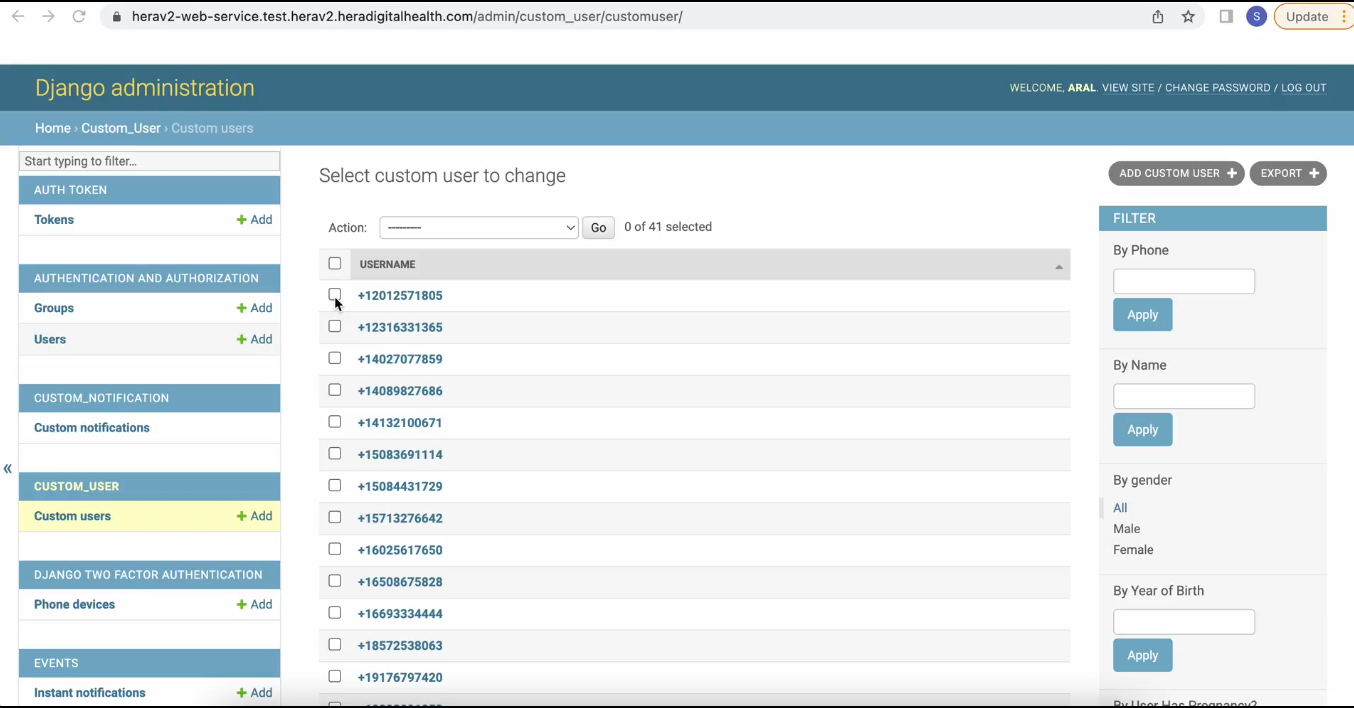 herav2-web-service.test.herav2.heradigitalhealth.com/admin/custom_user/customuser/
S
Update
Django administration
WELCOME, ARAL. VIEW SITE / CHANGE PASSWORD / LOG OUT
Home › Custom_User › Custom users
Start typing to filter...
AUTH TOKEN
Tokens + Add
AUTHENTICATION AND AUTHORIZATION
Groups + Add
Users + Add
CUSTOM_NOTIFICATION
Custom notifications
«
CUSTOM_USER
Custom users + Add
DJANGO TWO FACTOR AUTHENTICATION
Phone devices + Add
EVENTS
Instant notifications + Add
Select custom user to change
ADD CUSTOM USER +
EXPORT +
Action: --------- Go 0 of 41 selected
USERNAME
+12012571805
+12316331365
+14027077859
+14089827686
+14132100671
+15083691114
+15084431729
+15713276642
+16025617650
+16508675828
+16693334444
+18572538063
+19176797420
FILTER
By Phone
Apply
By Name
Apply
By gender
All
Male
Female
By Year of Birth
Apply
By User Has Pregnancy?